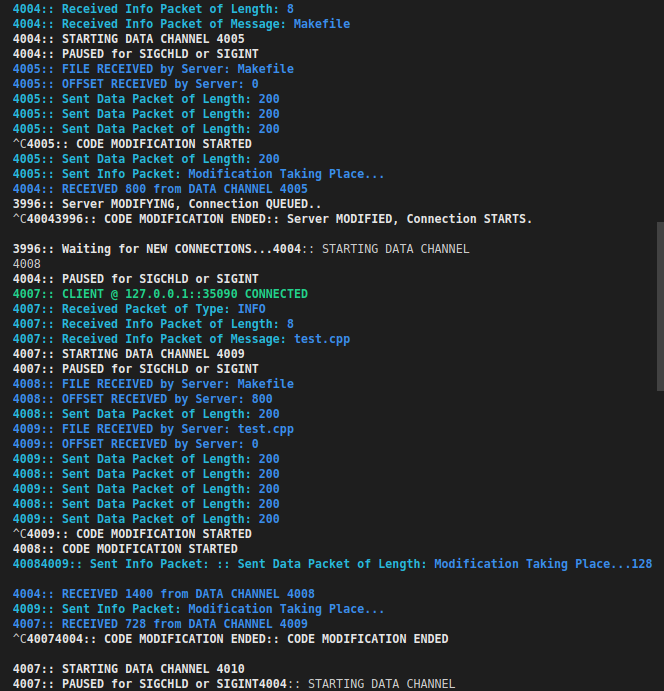 4004:: Received Info Packet of Length: 8
4004:: Received Info Packet of Message: Makefile
4004:: STARTING DATA CHANNEL 4005
4004:: PAUSED for SIGCHLD or SIGINT
4005:: FILE RECEIVED by Server: Makefile
4005:: OFFSET RECEIVED by Server: 0
4005:: Sent Data Packet of Length: 200
4005:: Sent Data Packet of Length: 200
4005:: Sent Data Packet of Length: 200
^C4005:: CODE MODIFICATION STARTED
4005:: Sent Data Packet of Length: 200
4005:: Sent Info Packet: Modification Taking Place...
4004:: RECEIVED 800 from DATA CHANNEL 4005
3996:: Server MODIFYING, Connection QUEUED..
^C40043996:: CODE MODIFICATION ENDED:: Server MODIFIED, Connection STARTS.
3996:: Waiting for NEW CONNECTIONS...4004:: STARTING DATA CHANNEL
4008
4004:: PAUSED for SIGCHLD or SIGINT
4007:: CLIENT @ 127.0.0.1::35090 CONNECTED
4007:: Received Packet of Type: INFO
4007:: Received Info Packet of Length: 8
4007:: Received Info Packet of Message: test.cpp
4007:: STARTING DATA CHANNEL 4009
4007:: PAUSED for SIGCHLD or SIGINT
4008:: FILE RECEIVED by Server: Makefile
4008:: OFFSET RECEIVED by Server: 800
4008:: Sent Data Packet of Length: 200
4009:: FILE RECEIVED by Server: test.cpp
4009:: OFFSET RECEIVED by Server: 0
4009:: Sent Data Packet of Length: 200
4008:: Sent Data Packet of Length: 200
4009:: Sent Data Packet of Length: 200
4008:: Sent Data Packet of Length: 200
4009:: Sent Data Packet of Length: 200
^C4009:: CODE MODIFICATION STARTED
4008:: CODE MODIFICATION STARTED
40084009:: Sent Info Packet: :: Sent Data Packet of Length: Modification Taking Place...128
4004:: RECEIVED 1400 from DATA CHANNEL 4008
4009:: Sent Info Packet: Modification Taking Place...
4007:: RECEIVED 728 from DATA CHANNEL 4009
^C40074004:: CODE MODIFICATION ENDED:: CODE MODIFICATION ENDED
4007:: STARTING DATA CHANNEL 4010
4007:: PAUSED for SIGCHLD or SIGINT4004:: STARTING DATA CHANNEL